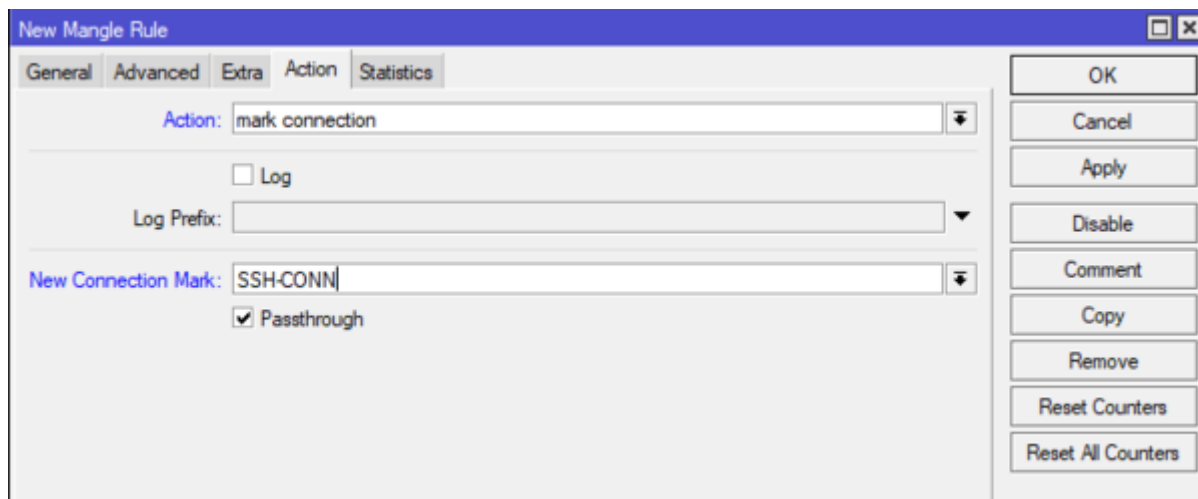 New Mangle Rule
General Advanced Extra Action Statistics
OK
Action: mark connection
Cancel
Log
Apply
Log Prefix:
Disable
New Connection Mark: SSH-CONN
Comment
Passthrough
Copy
Remove
Reset Counters
Reset All Counters